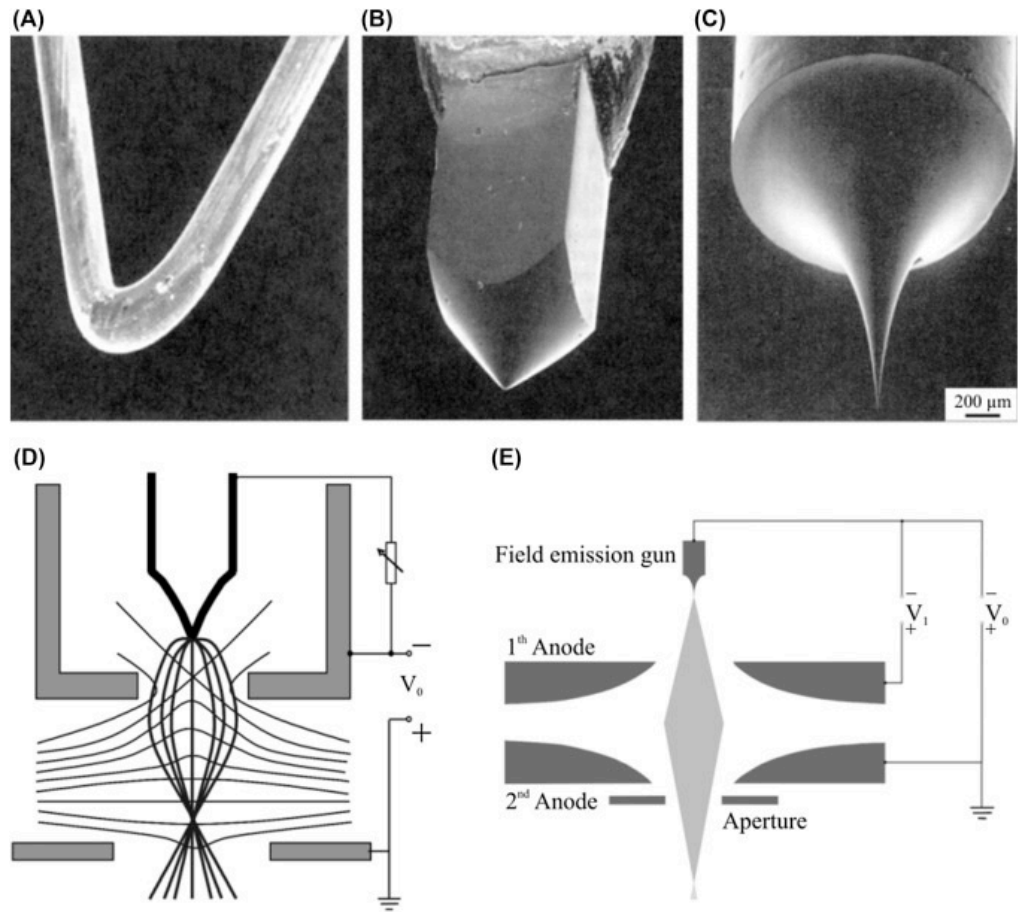 (A)
(B)
(C)
200 µm
(D)
−
V₀
+
(E)
Field emission gun
1ᵗʰ Anode
−
V₁
+
−
V₀
+
2ⁿᵈ Anode
Aperture